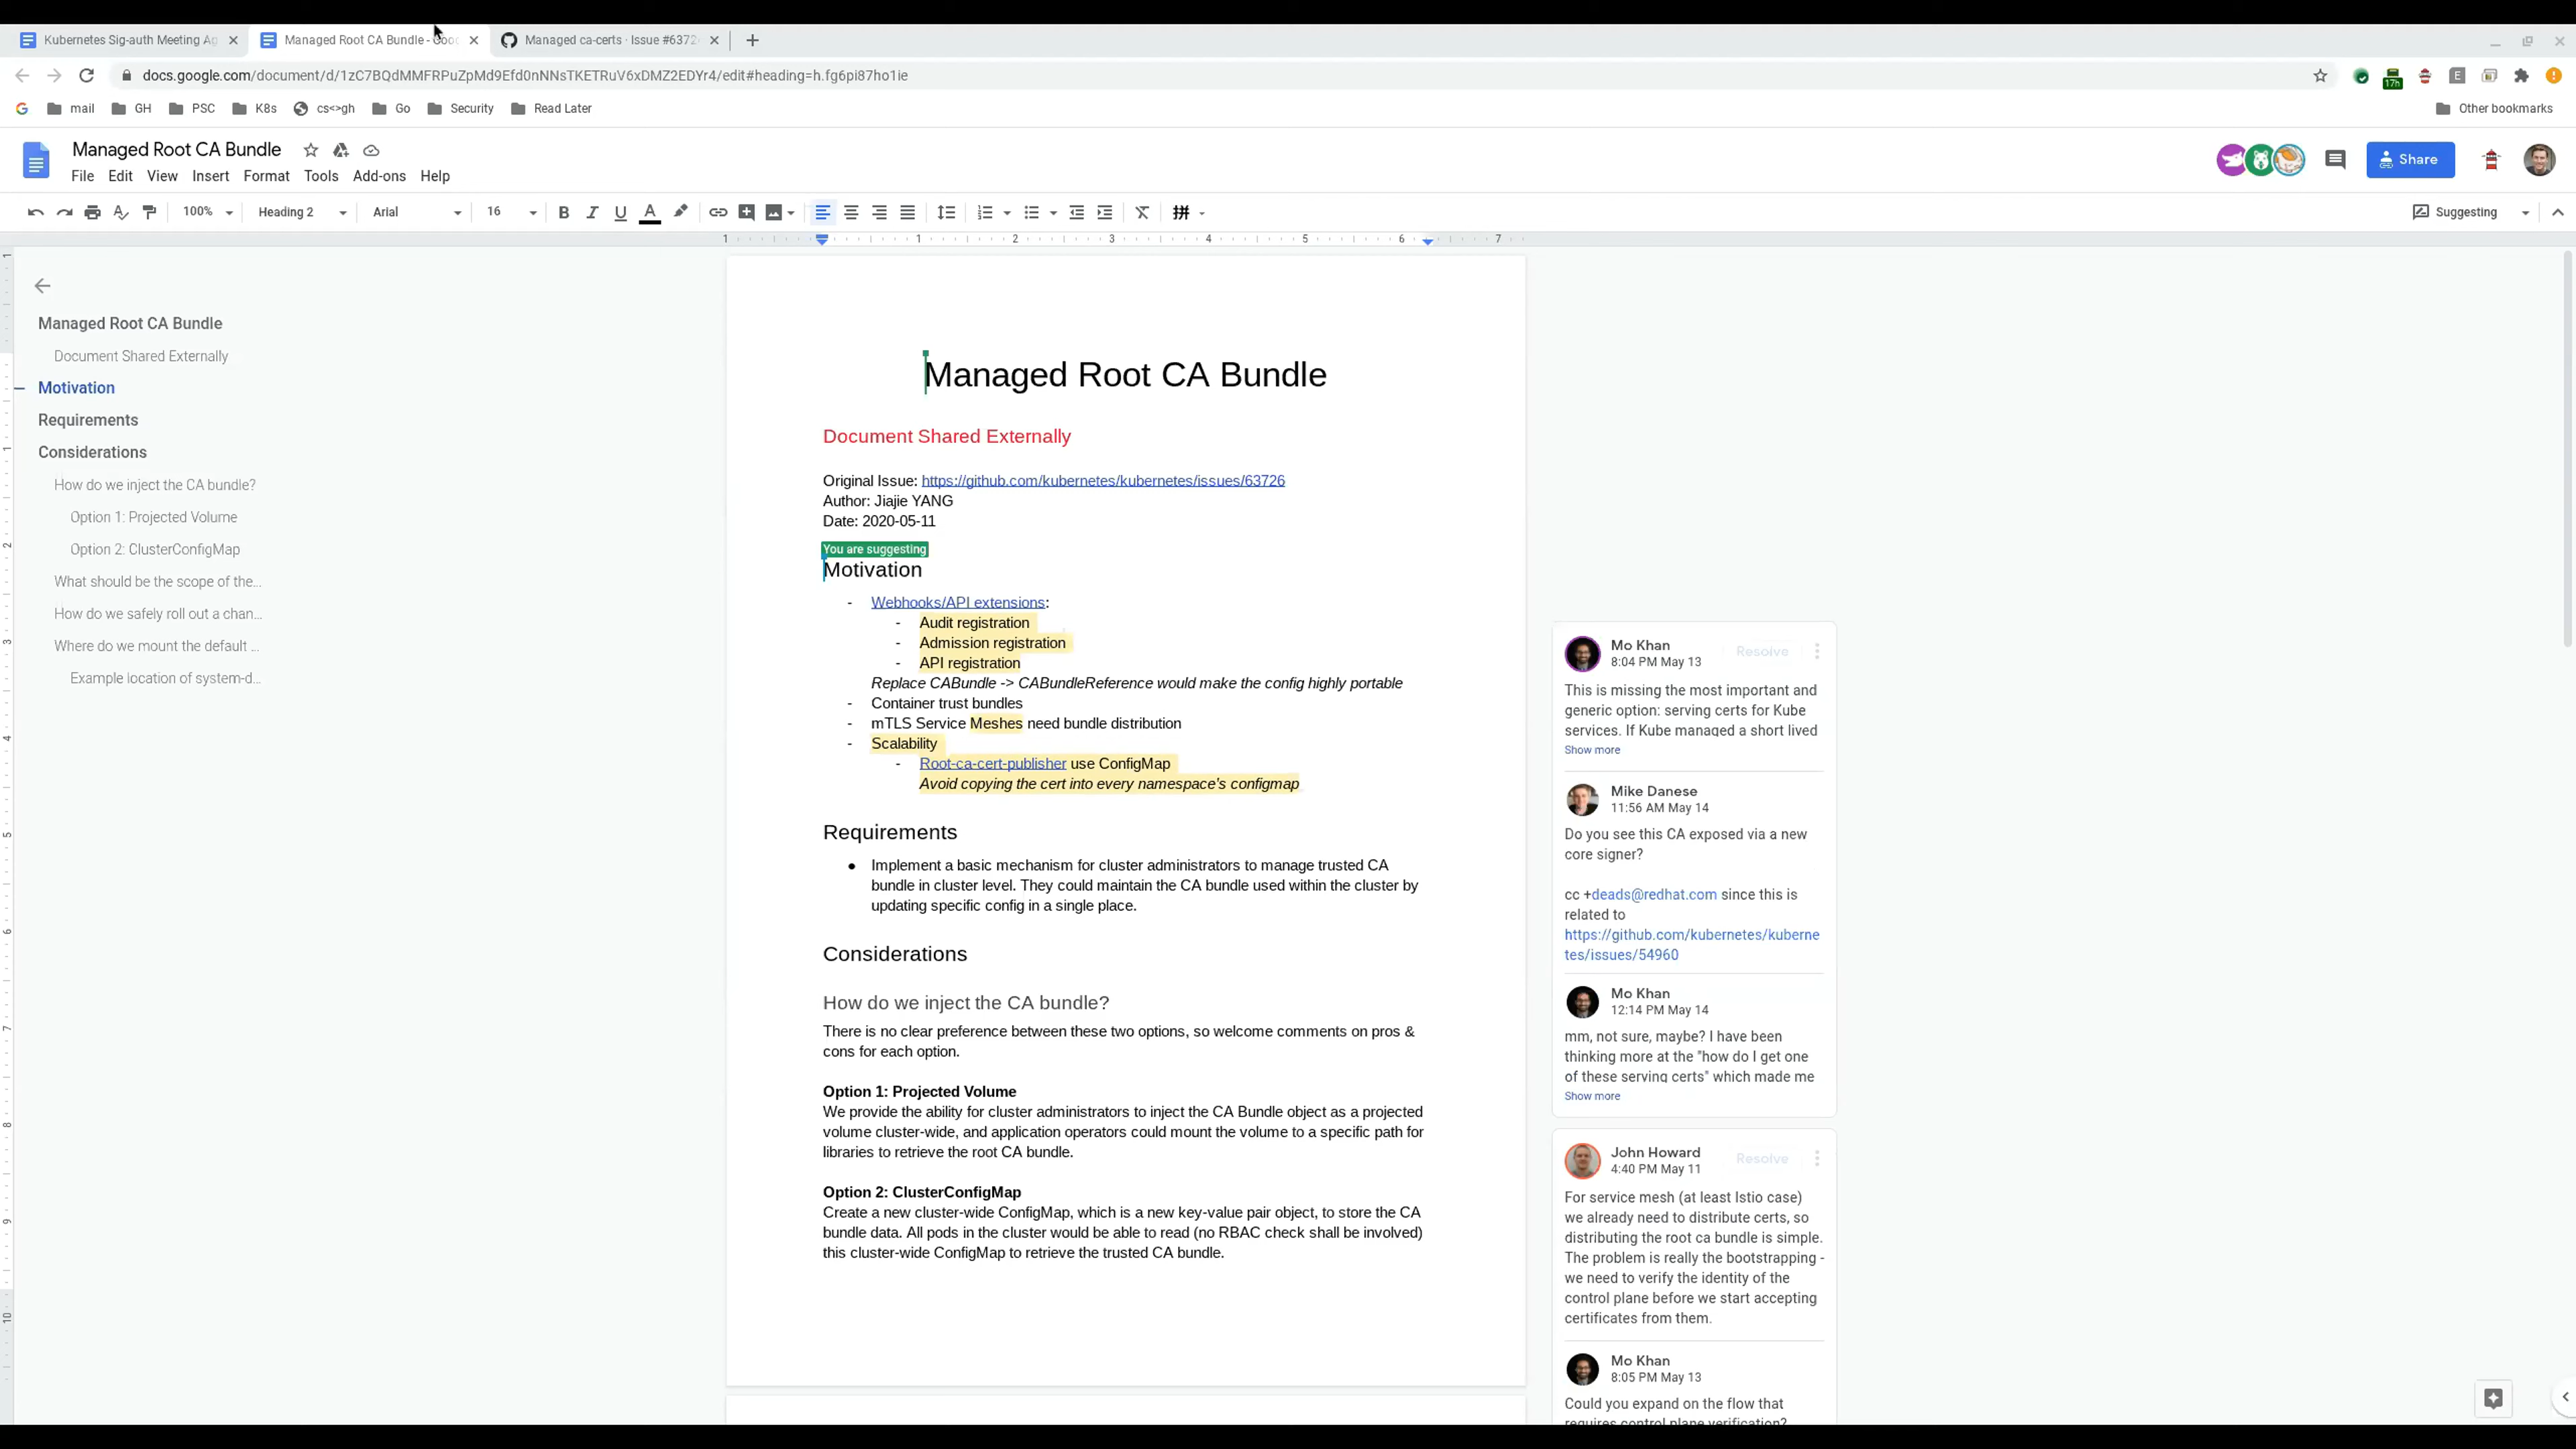 Kubernetes Sig-auth Meeting Ag
Managed Root CA Bundle - Goo
Managed ca-certs · Issue #6372
docs.google.com/document/d/1zC7BQdMMFRPuZpMd9Efd0nNNsTKETRuV6xDMZ2EDYr4/edit#heading=h.fg6pi87ho1ie
17h
mail
GH
PSC
K8s
cs<>gh
Go
Security
Read Later
Other bookmarks
Managed Root CA Bundle
File Edit View Insert Format Tools Add-ons Help
Share
100% Heading 2 Arial 16 B I U A
Suggesting
1 1 2 3 4 5 6 7
Managed Root CA Bundle
Document Shared Externally
Motivation
Requirements
Considerations
How do we inject the CA bundle?
Option 1: Projected Volume
Option 2: ClusterConfigMap
What should be the scope of the...
How do we safely roll out a chan...
Where do we mount the default ...
Example location of system-d...
1
1
2
3
4
5
6
7
8
9
10
Managed Root CA Bundle
Document Shared Externally
Original Issue: https://github.com/kubernetes/kubernetes/issues/63726
Author: Jiajie YANG
Date: 2020-05-11
You are suggesting
Motivation
- Webhooks/API extensions:
- Audit registration
- Admission registration
- API registration
Replace CABundle -> CABundleReference would make the config highly portable
- Container trust bundles
- mTLS Service Meshes need bundle distribution
- Scalability
- Root-ca-cert-publisher use ConfigMap
Avoid copying the cert into every namespace's configmap
Requirements
● Implement a basic mechanism for cluster administrators to manage trusted CA
bundle in cluster level. They could maintain the CA bundle used within the cluster by
updating specific config in a single place.
Considerations
How do we inject the CA bundle?
There is no clear preference between these two options, so welcome comments on pros &
cons for each option.
Option 1: Projected Volume
We provide the ability for cluster administrators to inject the CA Bundle object as a projected
volume cluster-wide, and application operators could mount the volume to a specific path for
libraries to retrieve the root CA bundle.
Option 2: ClusterConfigMap
Create a new cluster-wide ConfigMap, which is a new key-value pair object, to store the CA
bundle data. All pods in the cluster would be able to read (no RBAC check shall be involved)
this cluster-wide ConfigMap to retrieve the trusted CA bundle.
Mo Khan
8:04 PM May 13
Resolve
This is missing the most important and
generic option: serving certs for Kube
services. If Kube managed a short lived
Show more
Mike Danese
11:56 AM May 14
Do you see this CA exposed via a new
core signer?
cc +deads@redhat.com since this is
related to
https://github.com/kubernetes/kuberne
tes/issues/54960
Mo Khan
12:14 PM May 14
mm, not sure, maybe? I have been
thinking more at the "how do I get one
of these serving certs" which made me
Show more
John Howard
4:40 PM May 11
Resolve
For service mesh (at least Istio case)
we already need to distribute certs, so
distributing the root ca bundle is simple.
The problem is really the bootstrapping -
we need to verify the identity of the
control plane before we start accepting
certificates from them.
Mo Khan
8:05 PM May 13
Could you expand on the flow that
requires control plane verification?